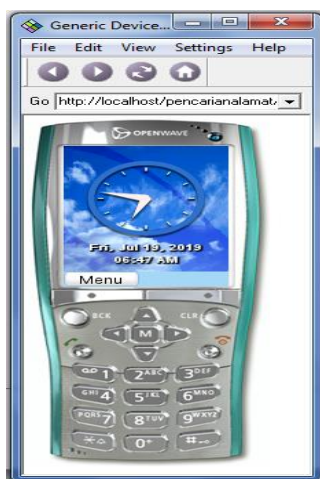 Generic Device...
File Edit View Settings Help
Go http://localhost/pencarianalamat/
OPENWAVE
Fri, Jul 19, 2019
06:47 AM
Menu
BCK CLR
M
1 2ABC 3DEF
GHI4 5JKL 6MNO
PQRS7 8TUV 9WXYZ
* 0+ #